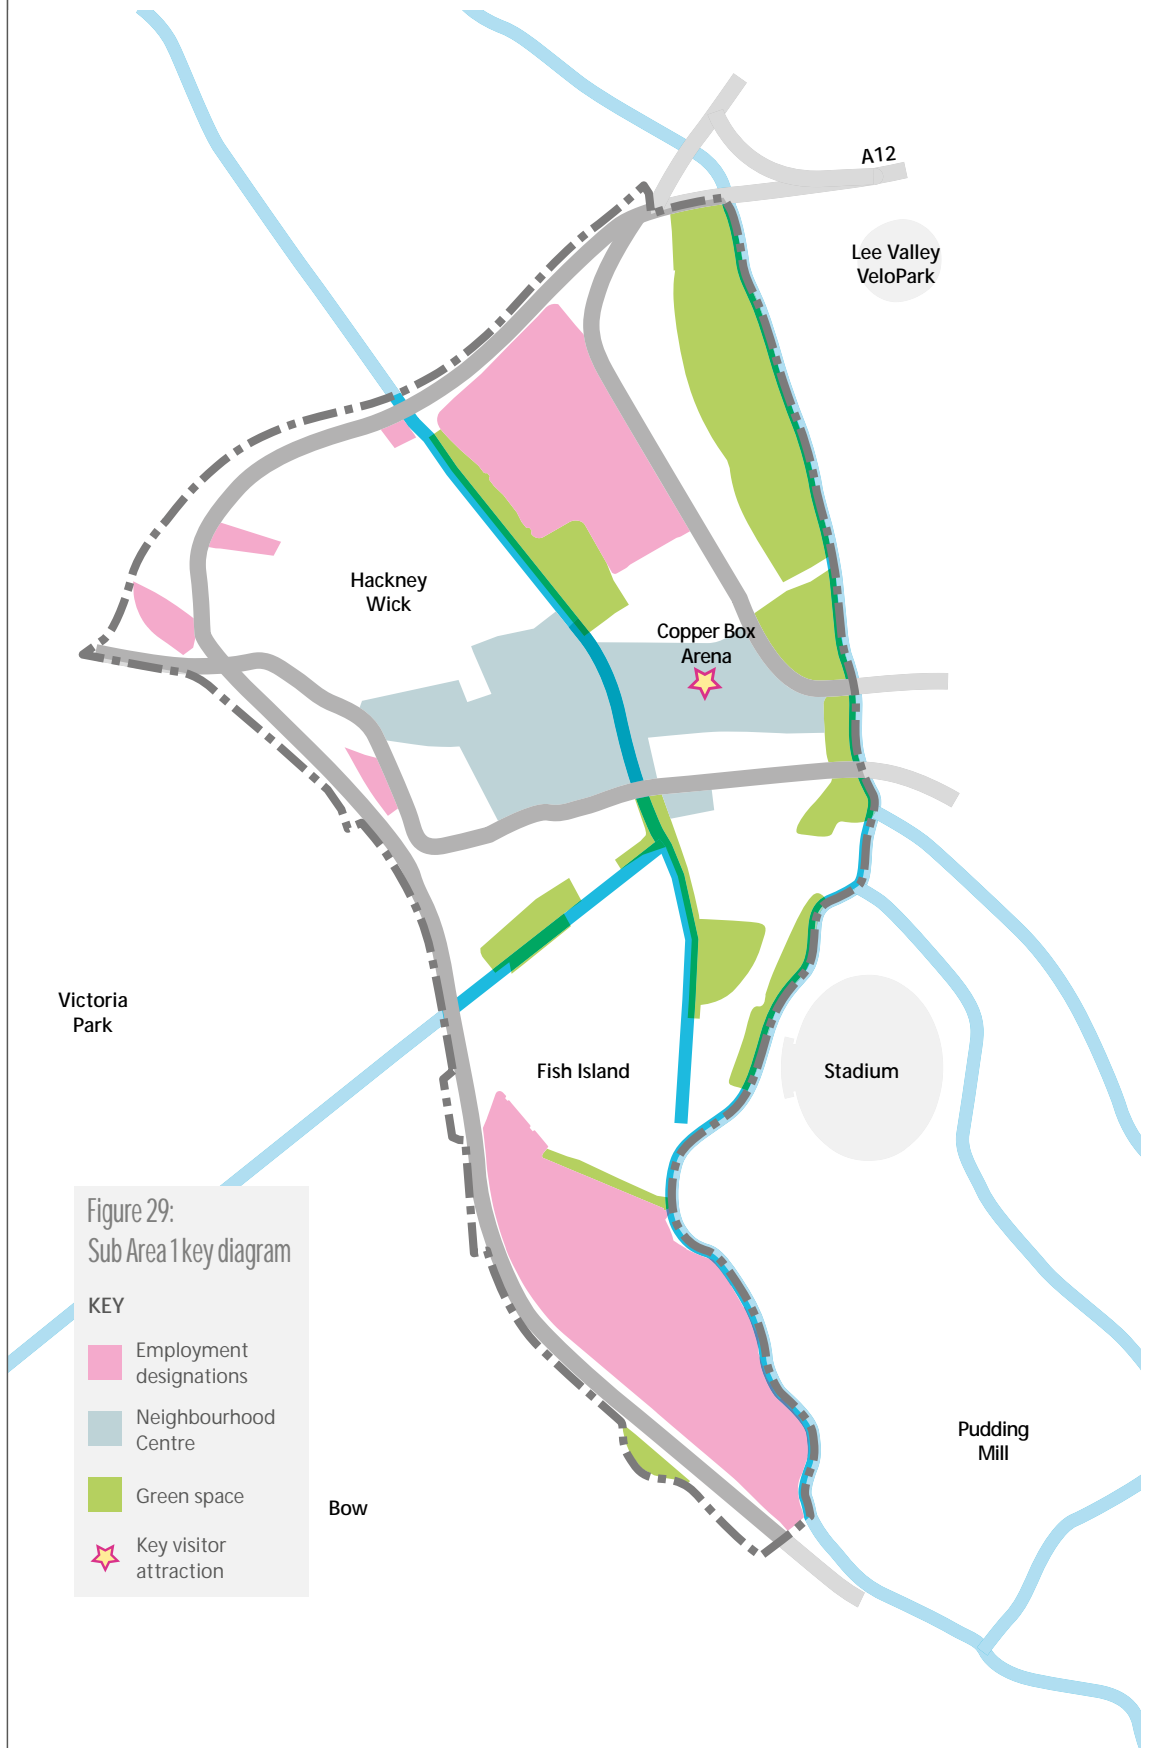 A12
Lee Valley
VeloPark
Hackney
Wick
Copper Box
Arena
Victoria
Park
Fish Island
Stadium
Figure 29:
Sub Area 1 key diagram
KEY
Employment
designations
Neighbourhood
Centre
Green space
Key visitor
attraction
Bow
Pudding
Mill